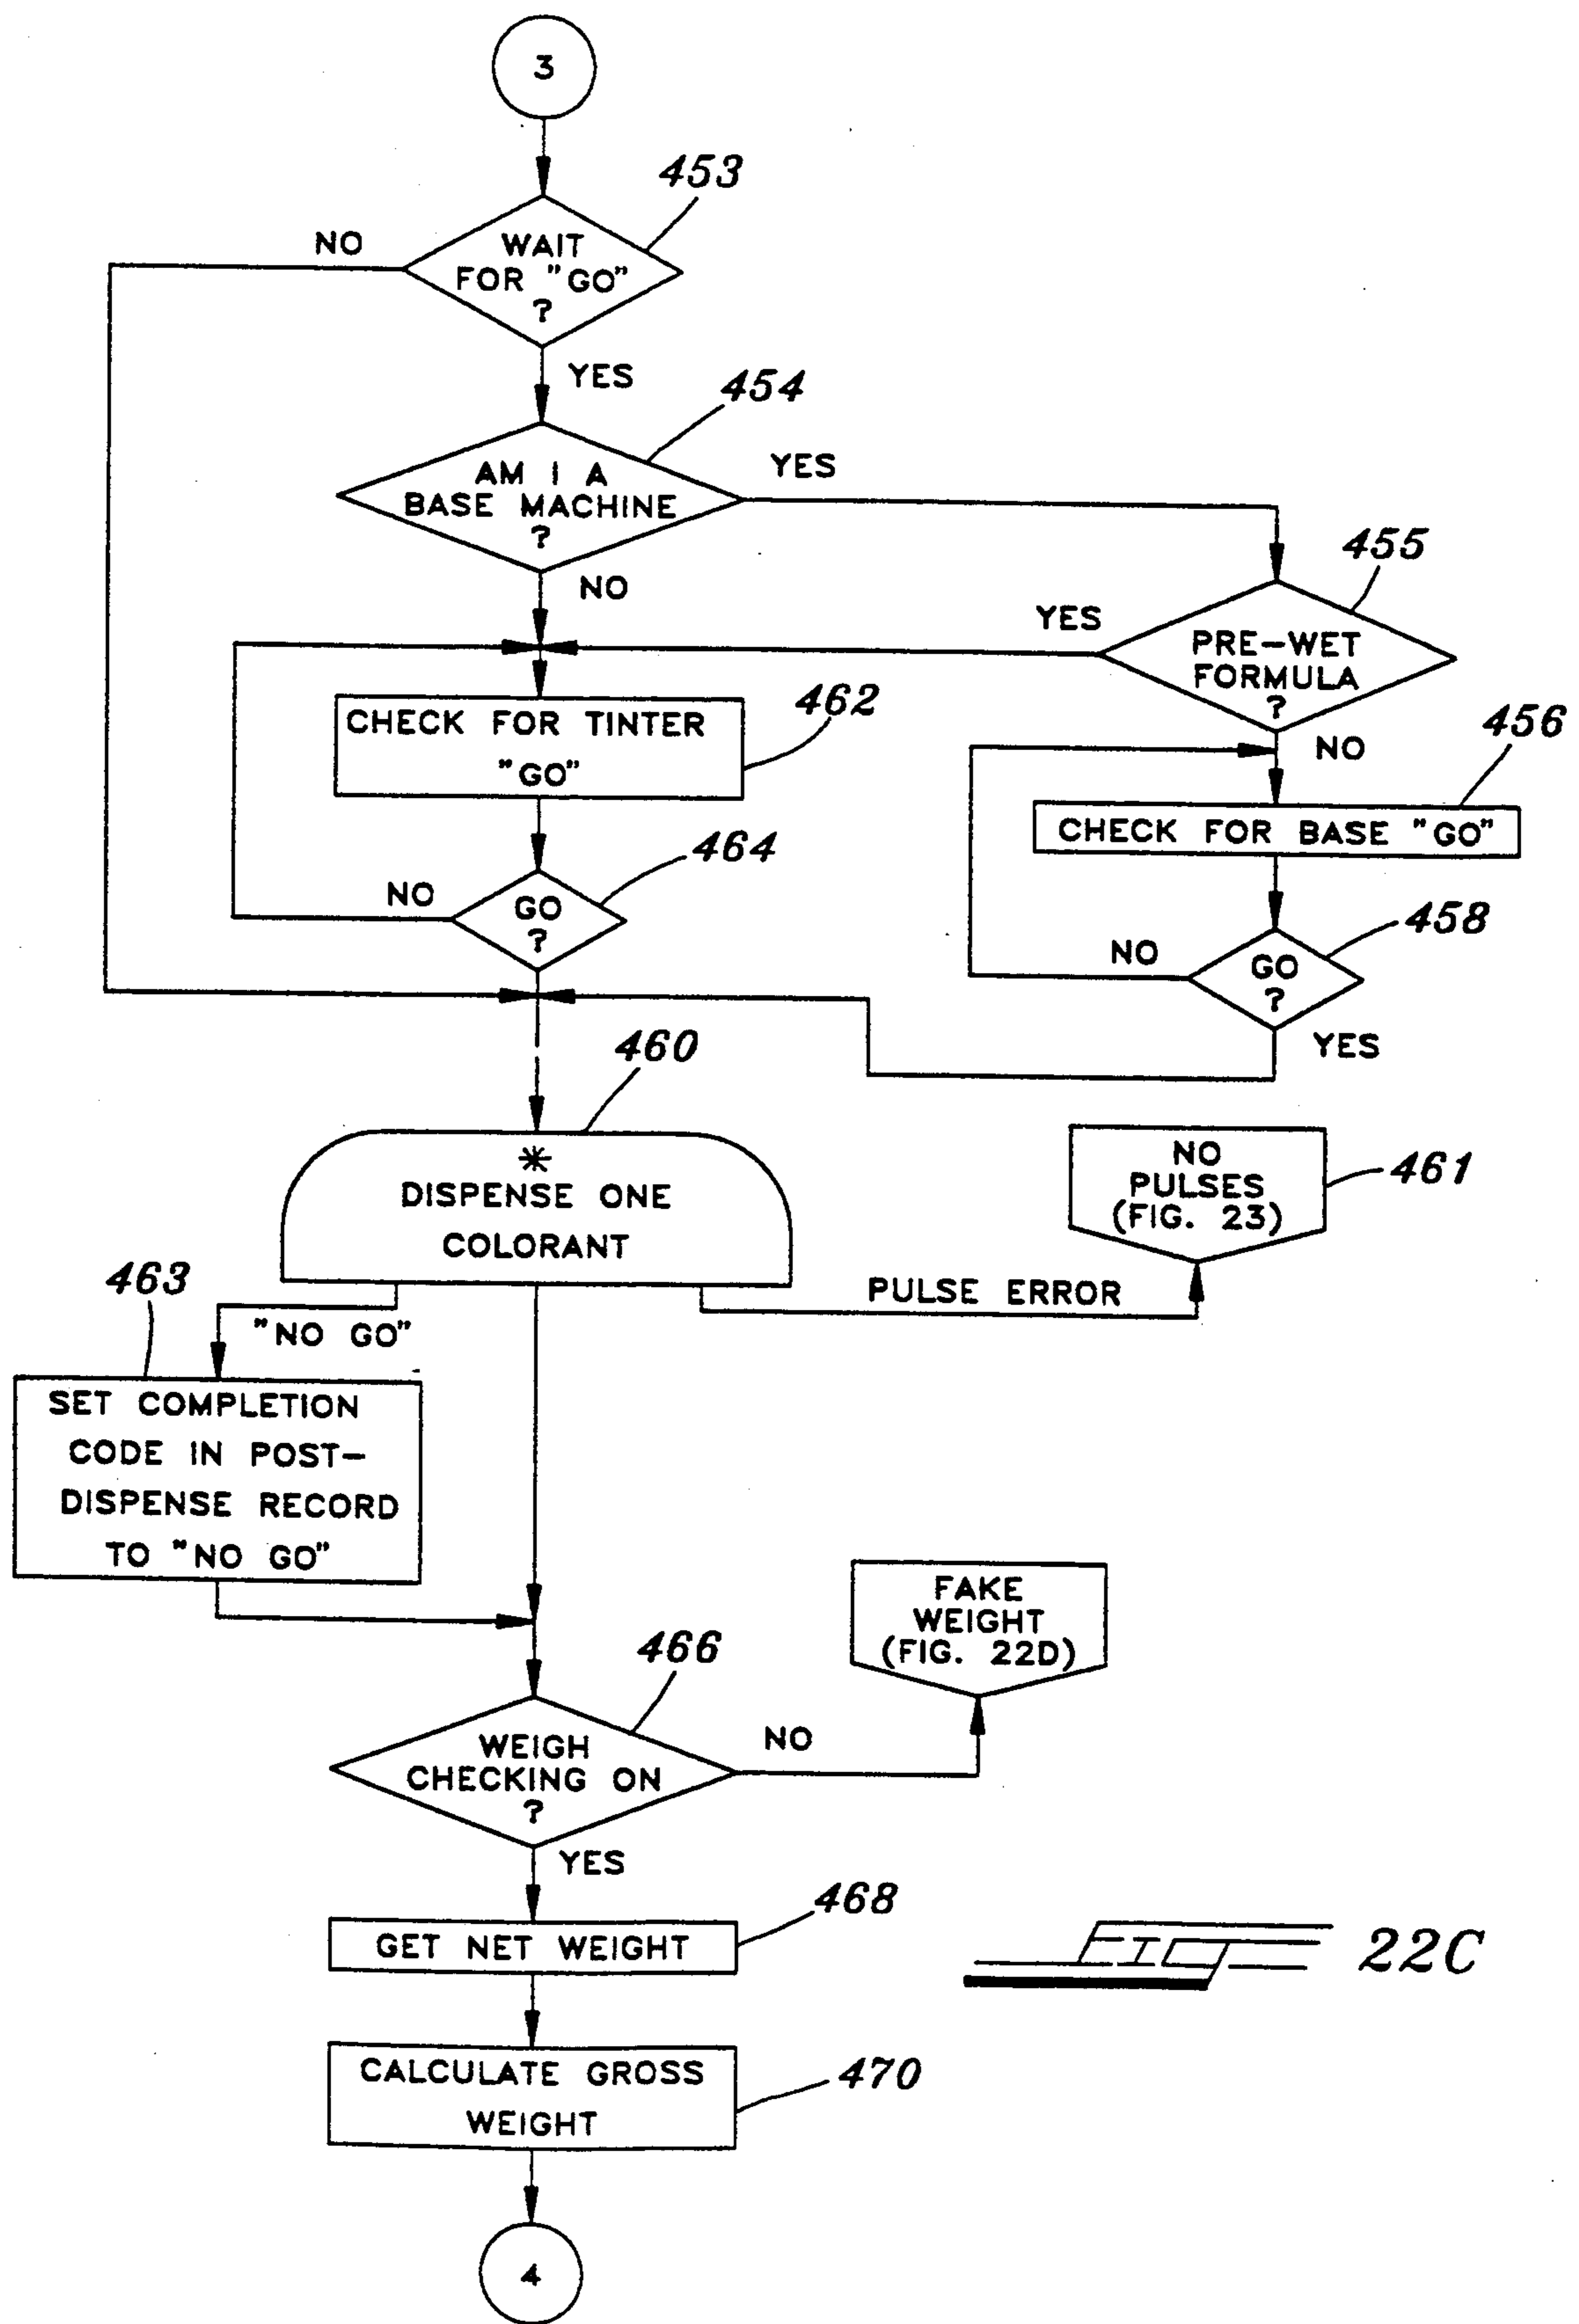 3
453
NO
WAIT
FOR "GO"
?
YES
454
AM I A
BASE MACHINE
?
YES
455
NO
YES
PRE-WET
FORMULA
?
462
CHECK FOR TINTER
"GO"
456
NO
CHECK FOR BASE "GO"
464
NO
GO
?
458
NO
GO
?
YES
460
*
DISPENSE ONE
COLORANT
NO
PULSES
(FIG. 23)
461
463
PULSE ERROR
"NO GO"
SET COMPLETION
CODE IN POST-
DISPENSE RECORD
TO "NO GO"
FAKE
WEIGHT
(FIG. 22D)
466
WEIGH
CHECKING ON
?
NO
YES
468
GET NET WEIGHT
FIG 22C
CALCULATE GROSS
WEIGHT
470
4